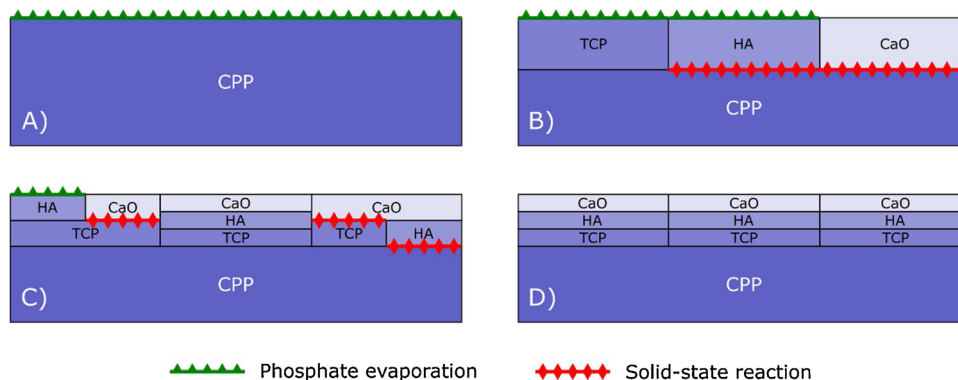 CPP
A)
TCP HA CaO
CPP
B)
HA CaO CaO CaO
HA
TCP TCP TCP HA
CPP
C)
CaO CaO CaO
HA HA HA
TCP TCP TCP
CPP
D)
Phosphate evaporation Solid-state reaction